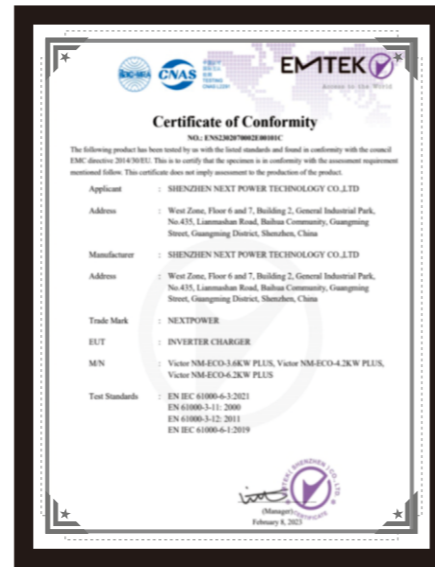 ilac-MRA
CNAS
EMTEK
Access to the World
Certificate of Conformity
NO.: ENS2302070002E00101C
The following product has been tested by us with the listed standards and found in conformity with the council
EMC directive 2014/30/EU. This is to certify that the specimen is in conformity with the assessment requirement
mentioned follow. This certificate does not imply assessment to the production of the product.
Applicant : SHENZHEN NEXT POWER TECHNOLOGY CO.,LTD
Address : West Zone, Floor 6 and 7, Building 2, General Industrial Park,
No.435, Lianmashan Road, Baihua Community, Guangming
Street, Guangming District, Shenzhen, China
Manufacturer : SHENZHEN NEXT POWER TECHNOLOGY CO.,LTD
Address : West Zone, Floor 6 and 7, Building 2, General Industrial Park,
No.435, Lianmashan Road, Baihua Community, Guangming
Street, Guangming District, Shenzhen, China
Trade Mark : NEXTPOWER
EUT : INVERTER CHARGER
M/N : Victor NM-ECO-3.6KW PLUS, Victor NM-ECO-4.2KW PLUS,
Victor NM-ECO-6.2KW PLUS
Test Standards : EN IEC 61000-6-3:2021
EN 61000-3-11: 2000
EN 61000-3-12: 2011
EN IEC 61000-6-1:2019
(Manager)
February 8, 2023